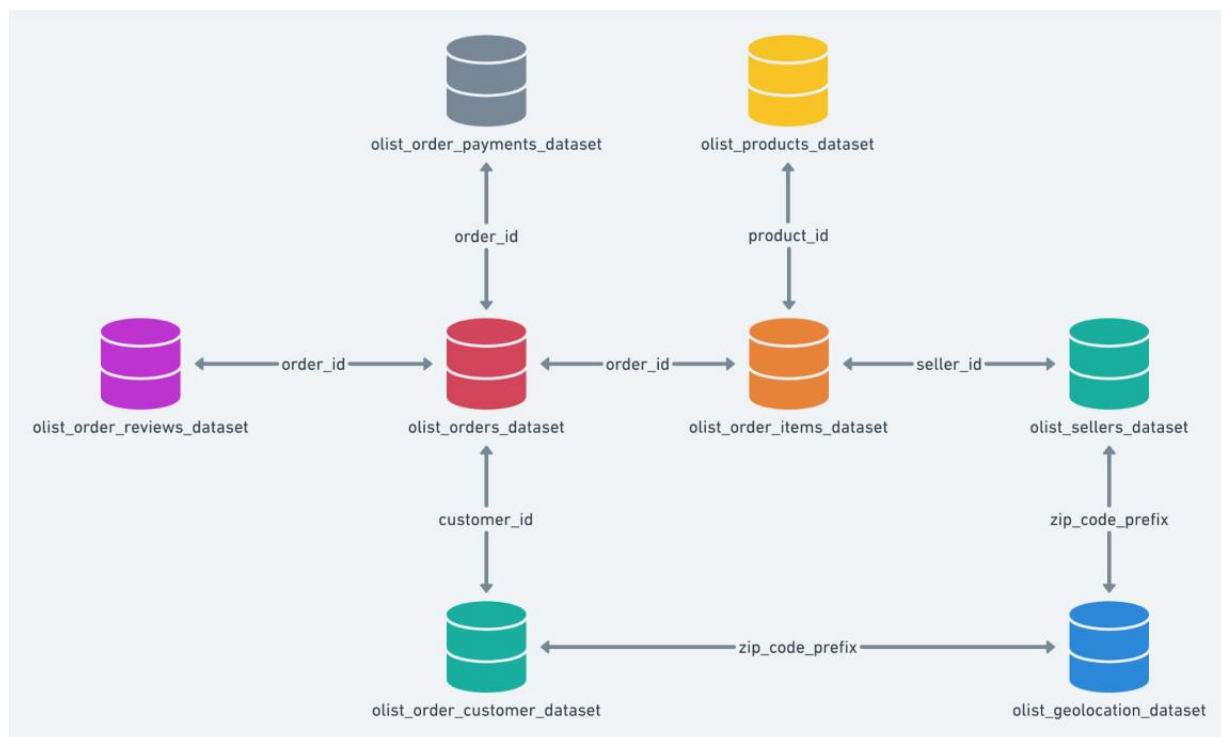 olist_order_payments_dataset
olist_products_dataset
order_id
product_id
order_id
order_id
seller_id
olist_order_reviews_dataset
olist_orders_dataset
olist_order_items_dataset
olist_sellers_dataset
customer_id
zip_code_prefix
zip_code_prefix
olist_order_customer_dataset
olist_geolocation_dataset